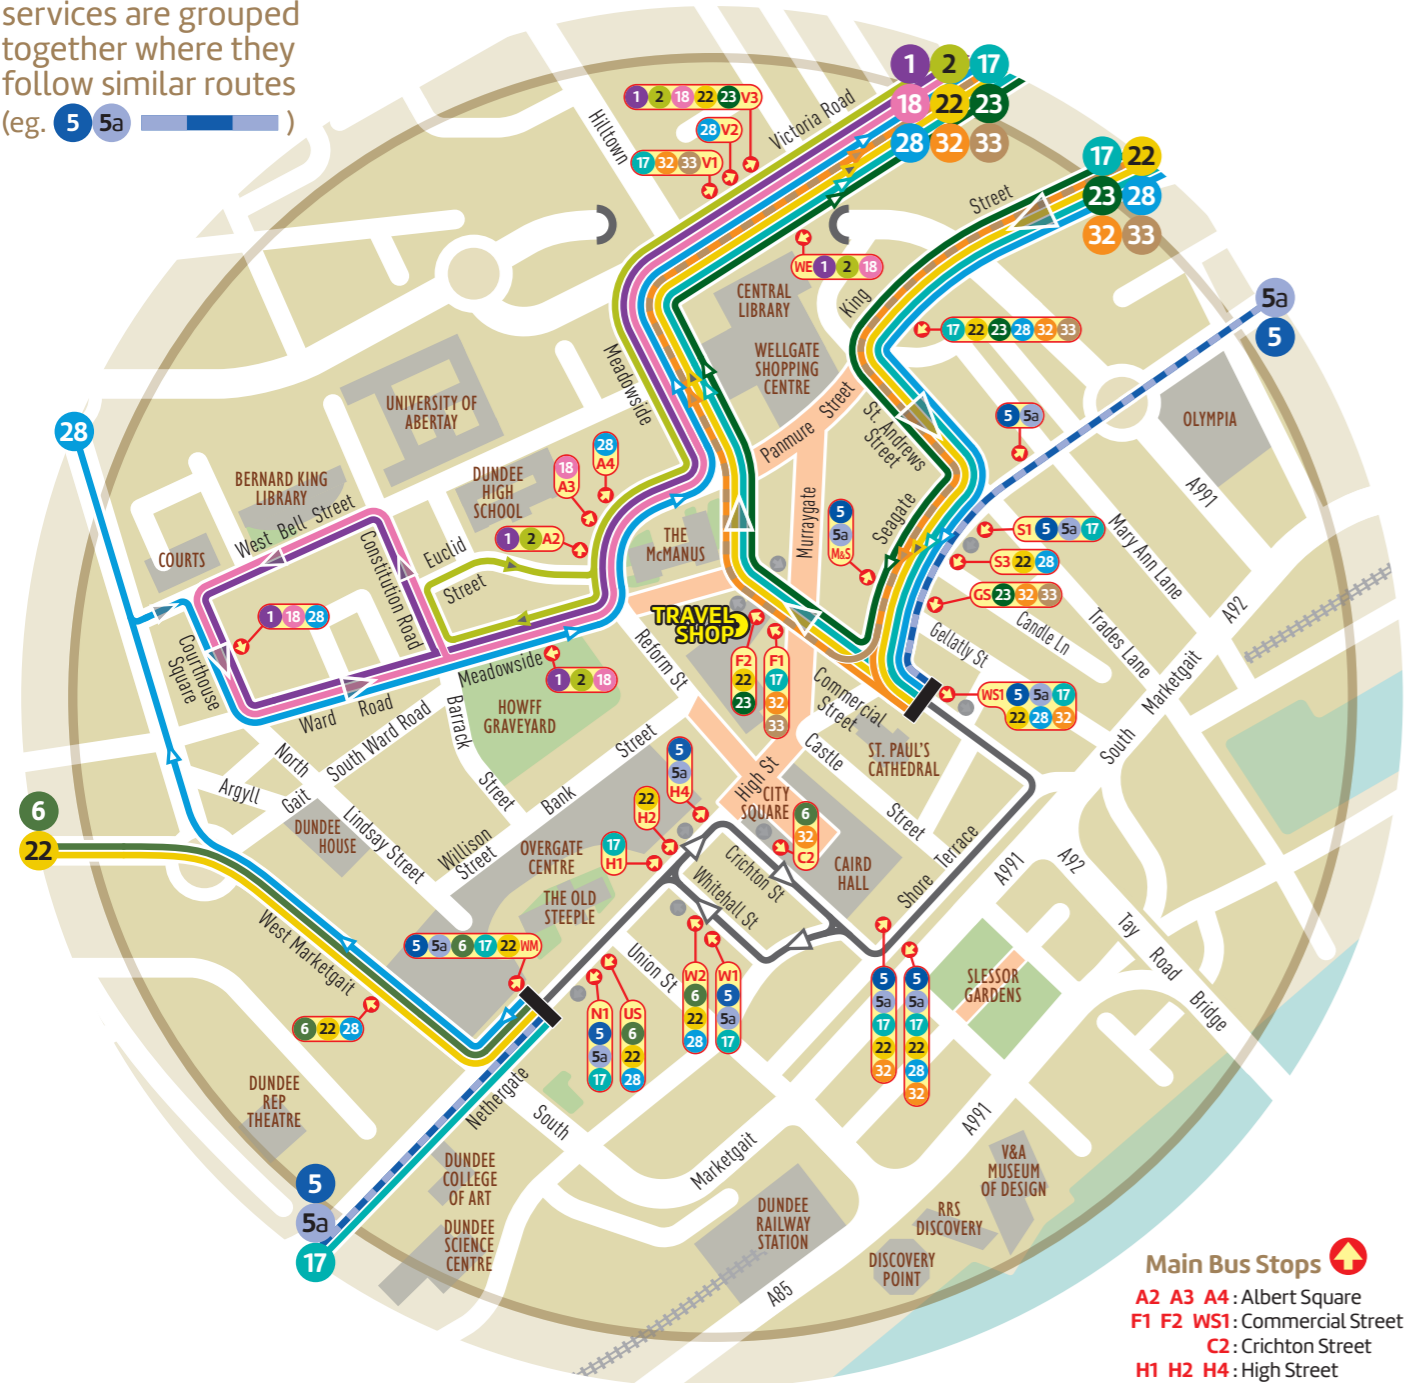 services are grouped
together where they
follow similar routes
(eg. 5 5a )
1 2 17
18 22 23
28 32 33
17 22
23 28
32 33
5a
5
28
6
22
5
5a
17
1 2 18 22 23 V3
28 V2
17 32 33 V1
WE 1 2 18
17 22 23 28 32 33
5 5a
S1 5 5a 17
S3 22 28
GS 23 32 33
WS1 5 5a 17
22 28 32
28
A4
18
A3
1 2 A2
1 18 28
1 2 18
5
5a
M&S
F2
22
23
F1
17
32
33
5
5a
H4
22
H2
17
H1
6
32
C2
5 5a 6 17 22 WM
6 22 28
N1
5
5a
17
US
6
22
28
W2
6
22
28
W1
5
5a
17
5
5a
17
22
32
5
5a
17
22
28
32
Hilltown
Victoria Road
Street
King
CENTRAL
LIBRARY
WELLGATE
SHOPPING
CENTRE
Meadowside
Panmure Street
St. Andrews
Street
Murraygate
Seagate
OLYMPIA
A991
Mary Ann Lane
Trades Lane
Candle Ln
Gellatly St
A92
South Marketgait
UNIVERSITY OF
ABERTAY
BERNARD KING
LIBRARY
DUNDEE
HIGH
SCHOOL
COURTS
West Bell Street
Constitution Road
Euclid
Street
THE
McMANUS
TRAVEL
SHOP
Reform St
Courthouse
Square
Meadowside
Ward Road
HOWFF
GRAVEYARD
Barrack
Street
North
Gait
South Ward Road
Argyll
Lindsay Street
DUNDEE
HOUSE
Willison
Street
Bank
Street
OVERGATE
CENTRE
THE OLD
STEEPLE
High St
CITY
SQUARE
Commercial
Street
Castle
Street
ST. PAUL'S
CATHEDRAL
CAIRD
HALL
Crichton St
Whitehall St
Union St
Shore Terrace
A991
A92
Tay Road Bridge
SLESSOR
GARDENS
West Marketgait
Nethergate
South
Marketgait
DUNDEE
REP
THEATRE
DUNDEE
COLLEGE
OF ART
DUNDEE
SCIENCE
CENTRE
DUNDEE
RAILWAY
STATION
A85
A991
V&A
MUSEUM
OF DESIGN
RRS
DISCOVERY
DISCOVERY
POINT
Main Bus Stops
A2 A3 A4 : Albert Square
F1 F2 WS1 : Commercial Street
C2 : Crichton Street
H1 H2 H4 : High Street